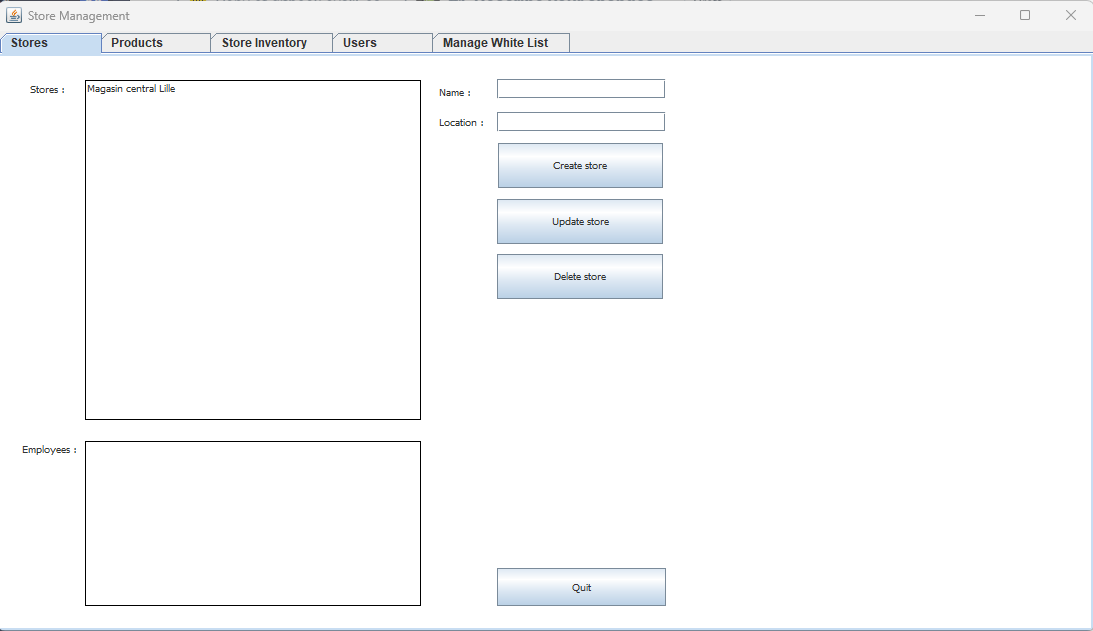 Store Management
Stores Products Store Inventory Users Manage White List
Stores :
Magasin central Lille
Name :
Location :
Create store
Update store
Delete store
Employees :
Quit